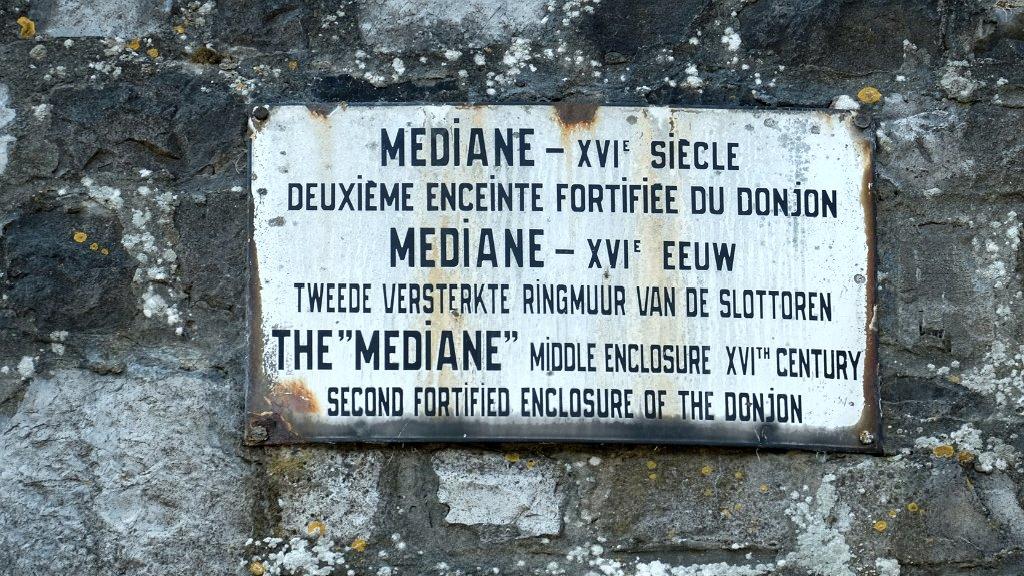 MEDIANE – XVIᴱ SIÈCLE
DEUXIÈME ENCEINTE FORTIFIÉE DU DONJON
MEDIANE – XVIᴱ EEUW
TWEEDE VERSTERKTE RINGMUUR VAN DE SLOTTOREN
THE "MEDIANE" MIDDLE ENCLOSURE XVIᵀᴴ CENTURY
SECOND FORTIFIED ENCLOSURE OF THE DONJON